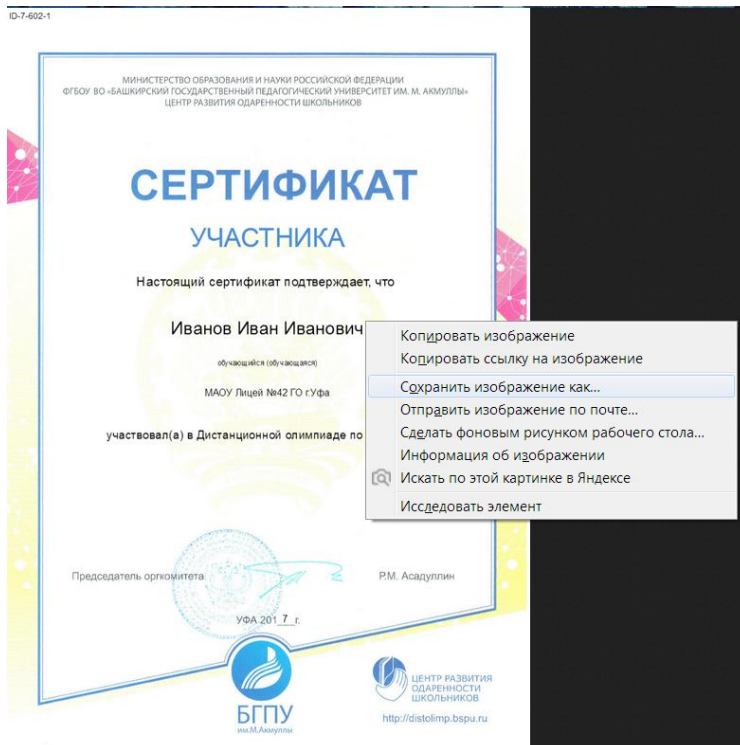 ID-7-602-1
МИНИСТЕРСТВО ОБРАЗОВАНИЯ И НАУКИ РОССИЙСКОЙ ФЕДЕРАЦИИ
ФГБОУ ВО «БАШКИРСКИЙ ГОСУДАРСТВЕННЫЙ ПЕДАГОГИЧЕСКИЙ УНИВЕРСИТЕТ ИМ. М. АКМУЛЛЫ»
ЦЕНТР РАЗВИТИЯ ОДАРЕННОСТИ ШКОЛЬНИКОВ
СЕРТИФИКАТ
УЧАСТНИКА
Настоящий сертификат подтверждает, что
Иванов Иван Иванович
обучающийся (обучающаяся)
МАОУ Лицей №42 ГО г.Уфа
участвовал(а) в Дистанционной олимпиаде по
Копировать изображение
Копировать ссылку на изображение
Сохранить изображение как...
Отправить изображение по почте...
Сделать фоновым рисунком рабочего стола...
Информация об изображении
Искать по этой картинке в Яндексе
Исследовать элемент
Председатель оргкомитета Р.М. Асадуллин
УФА 2017 г.
БГПУ
им.М.Акмуллы
ЦЕНТР РАЗВИТИЯ
ОДАРЕННОСТИ
ШКОЛЬНИКОВ
http://distolimp.bspu.ru